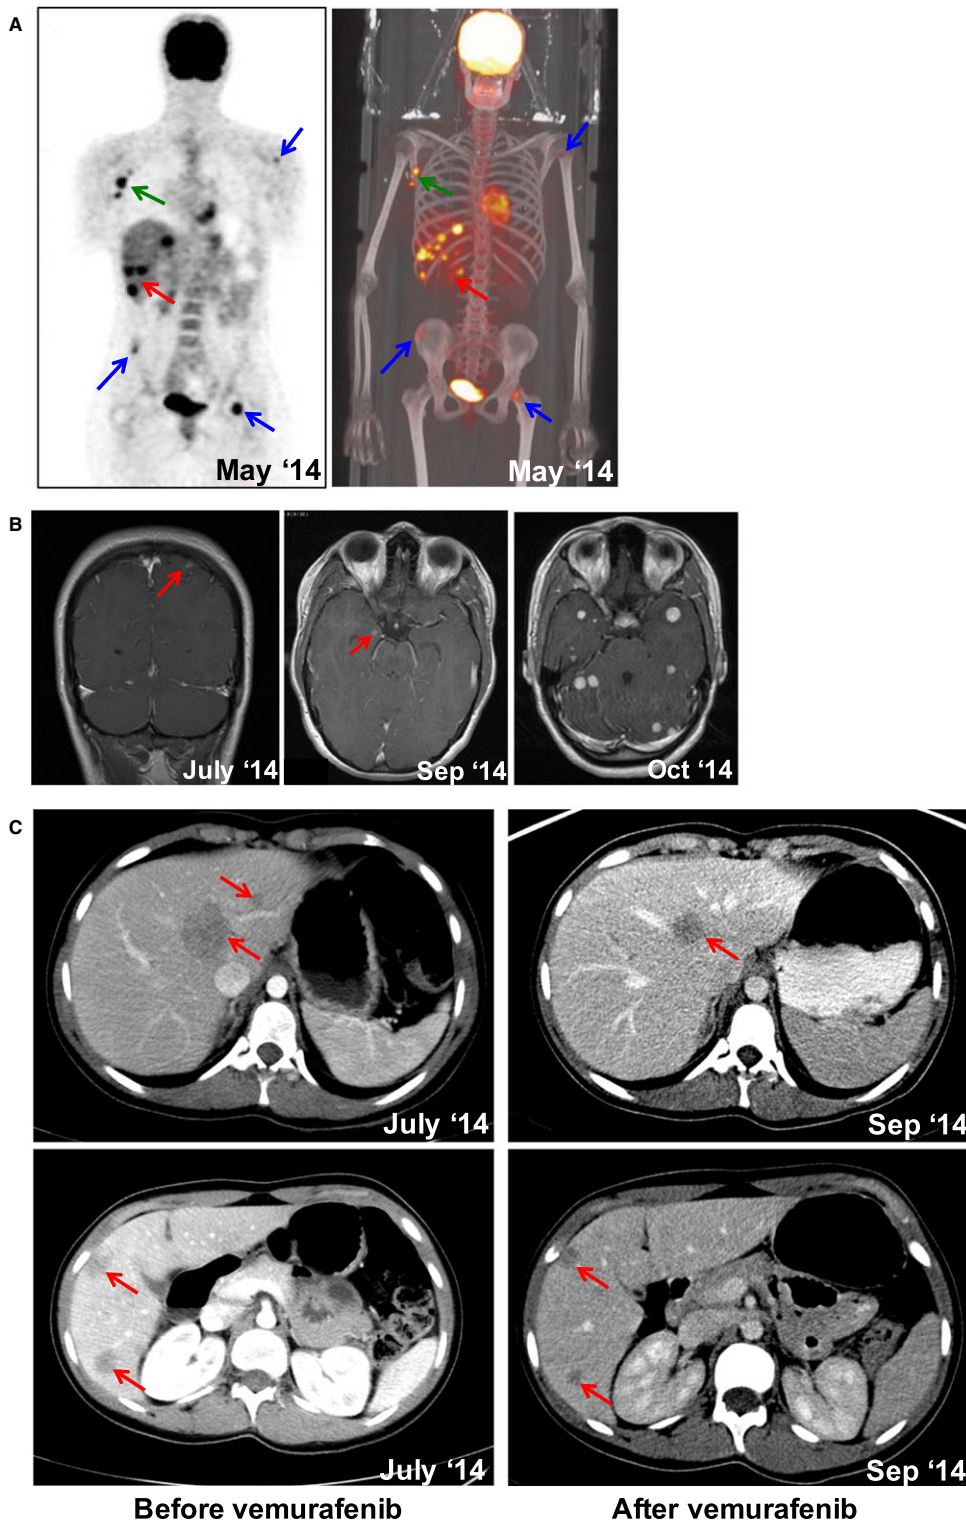 A
May ‘14
May ‘14
B
July ‘14
Sep ‘14
Oct ‘14
C
July ‘14
Sep ‘14
July ‘14
Sep ‘14
Before vemurafenib
After vemurafenib